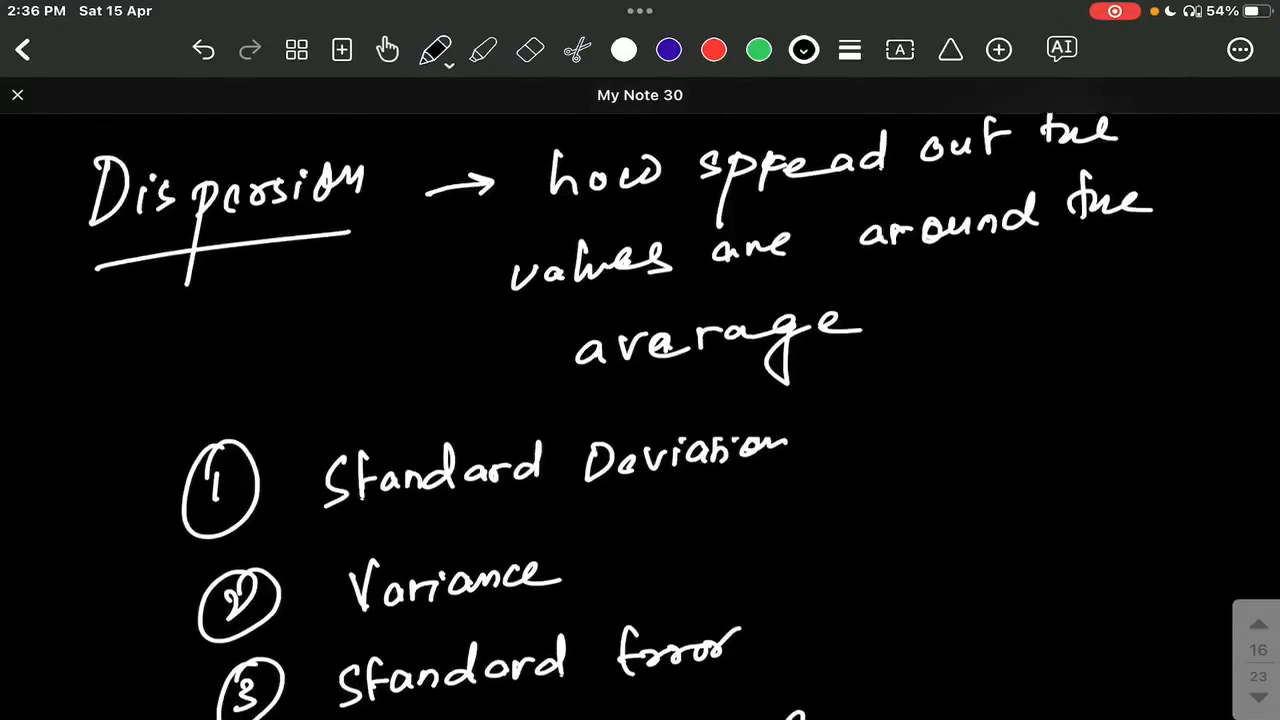 2:36 PM Sat 15 Apr
54%
A
AI
My Note 30
Dispersion → how spread out the
values are around the
average
1 Standard Deviation
2 Variance
3 Standard Error
16
23